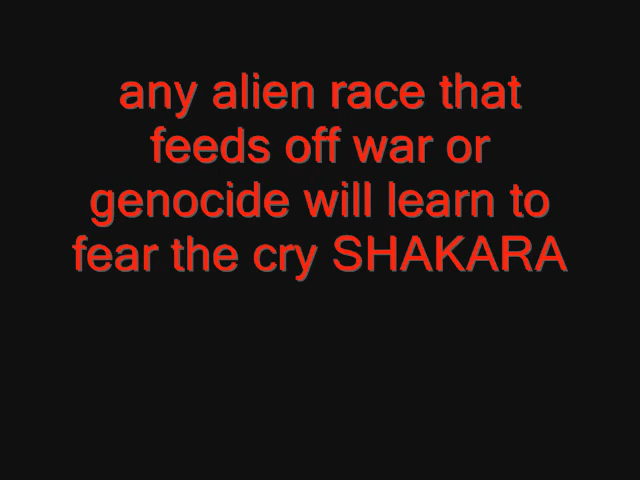 any alien race that
feeds off war or
genocide will learn to
fear the cry SHAKARA